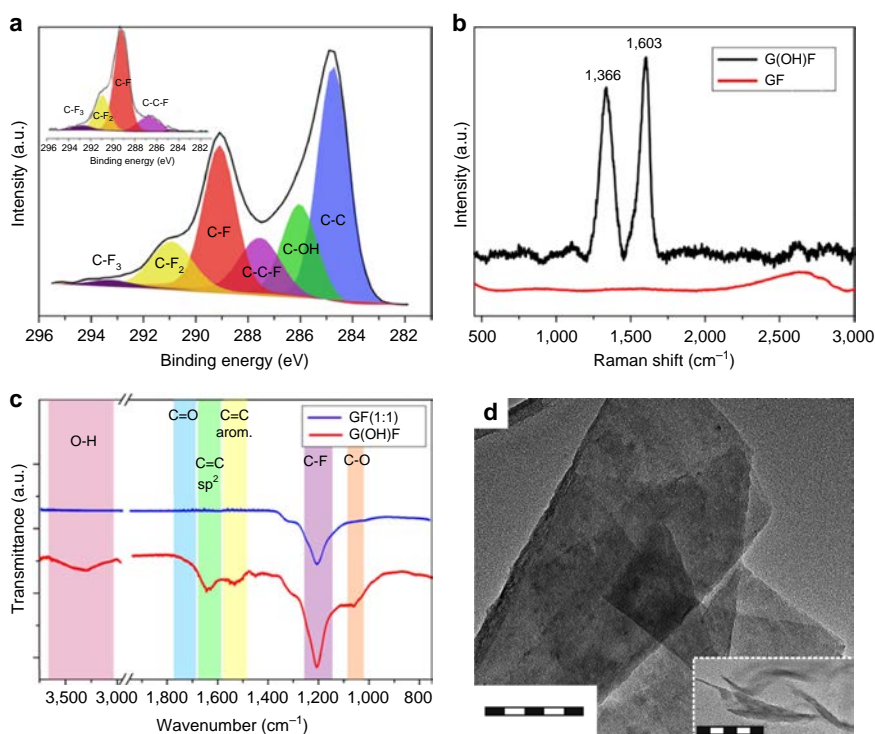 a
C-F
C-F₃
C-F₂
C-C-F
296 294 292 290 288 286 284 282
Binding energy (eV)
C-C
C-F
C-OH
C-F₂
C-C-F
C-F₃
Intensity (a.u.)
296 294 292 290 288 286 284 282
Binding energy (eV)
b
1,603
1,366
G(OH)F
GF
Intensity (a.u.)
500 1,000 1,500 2,000 2,500 3,000
Raman shift (cm⁻¹)
c
O-H
C=O
C=C
sp²
C=C
arom.
GF(1:1)
G(OH)F
C-F
C-O
Transmittance (a.u.)
3,500 3,000 1,800 1,600 1,400 1,200 1,000 800
Wavenumber (cm⁻¹)
d